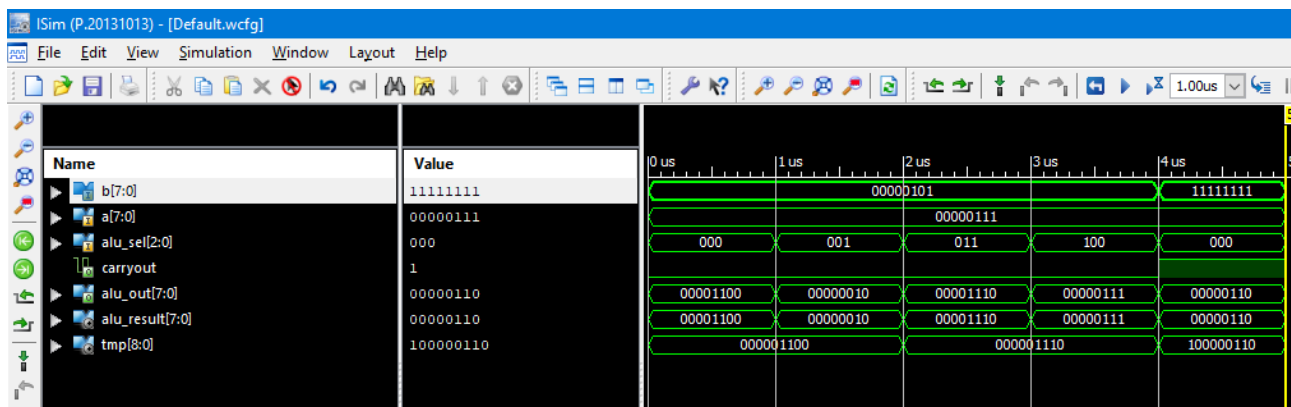 ISim (P.20131013) - [Default.wcfg]
File Edit View Simulation Window Layout Help
1.00us
0 us 1 us 2 us 3 us 4 us
Name Value
b[7:0] 11111111 00000101 11111111
a[7:0] 00000111 00000111
alu_sel[2:0] 000 000 001 011 100 000
carryout 1
alu_out[7:0] 00000110 00001100 00000010 00001110 00000111 00000110
alu_result[7:0] 00000110 00001100 00000010 00001110 00000111 00000110
tmp[8:0] 100000110 000001100 000001110 100000110